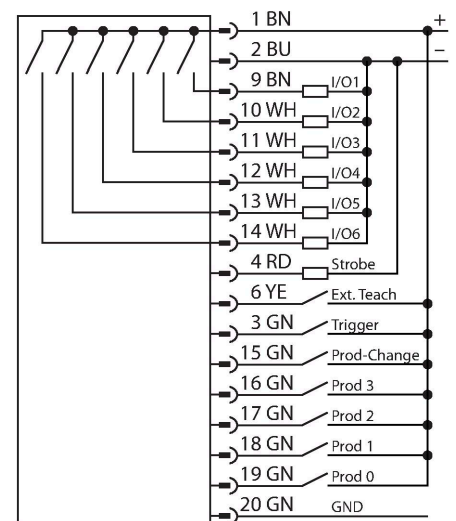 1 BN +
2 BU −
9 BN I/O1
10 WH I/O2
11 WH I/O3
12 WH I/O4
13 WH I/O5
14 WH I/O6
4 RD Strobe
6 YE Ext. Teach
3 GN Trigger
15 GN Prod-Change
16 GN Prod 3
17 GN Prod 2
18 GN Prod 1
19 GN Prod 0
20 GN GND